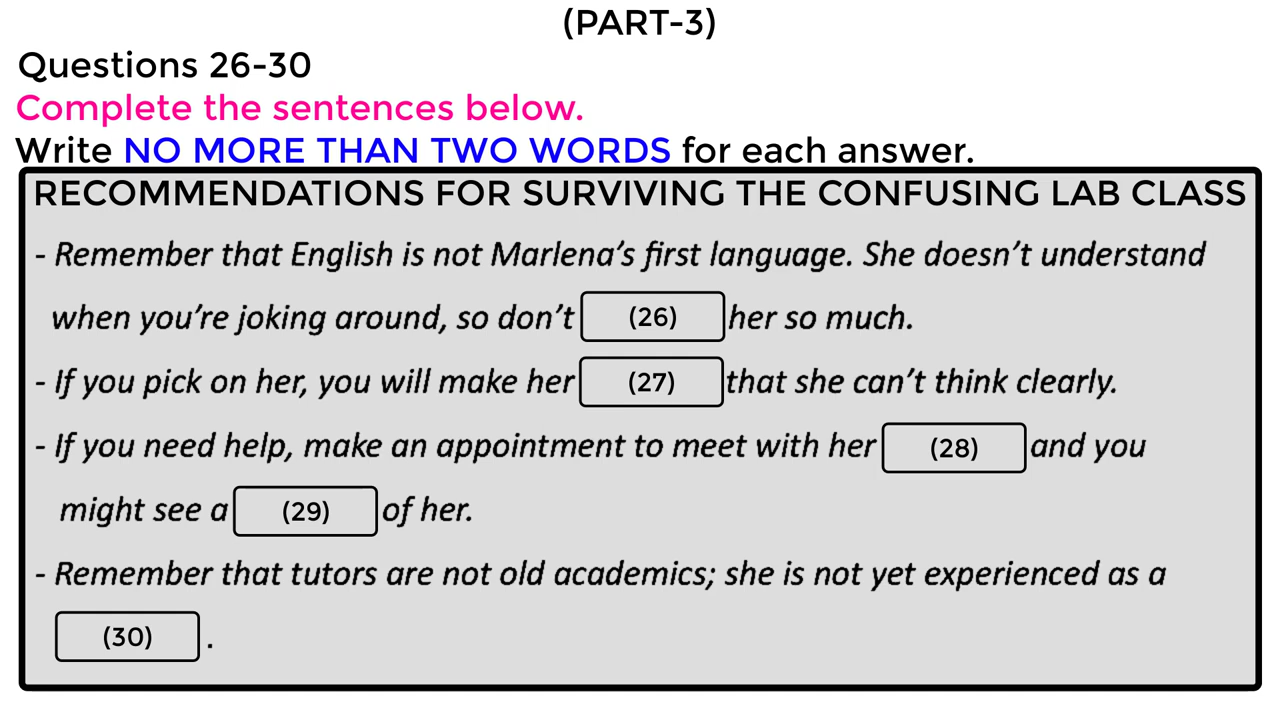 (PART-3)
Questions 26-30
Complete the sentences below.
Write NO MORE THAN TWO WORDS for each answer.
RECOMMENDATIONS FOR SURVIVING THE CONFUSING LAB CLASS
- Remember that English is not Marlena's first language. She doesn't understand
when you're joking around, so don't (26) her so much.
- If you pick on her, you will make her (27) that she can't think clearly.
- If you need help, make an appointment to meet with her (28) and you
might see a (29) of her.
- Remember that tutors are not old academics; she is not yet experienced as a
(30) .